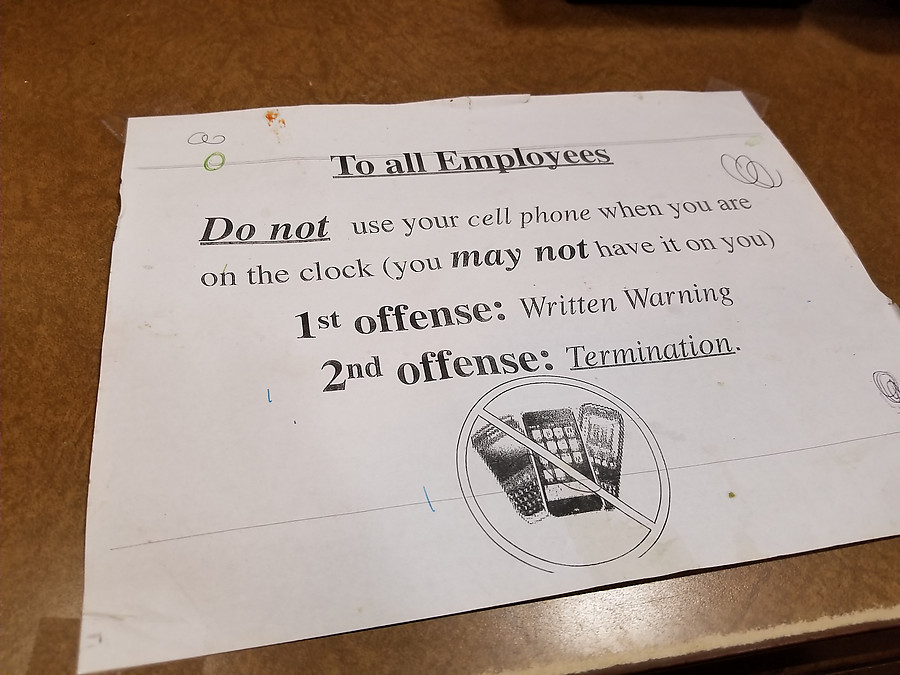 To all Employees
Do not use your cell phone when you are
on the clock (you may not have it on you)
1st offense: Written Warning
2nd offense: Termination.